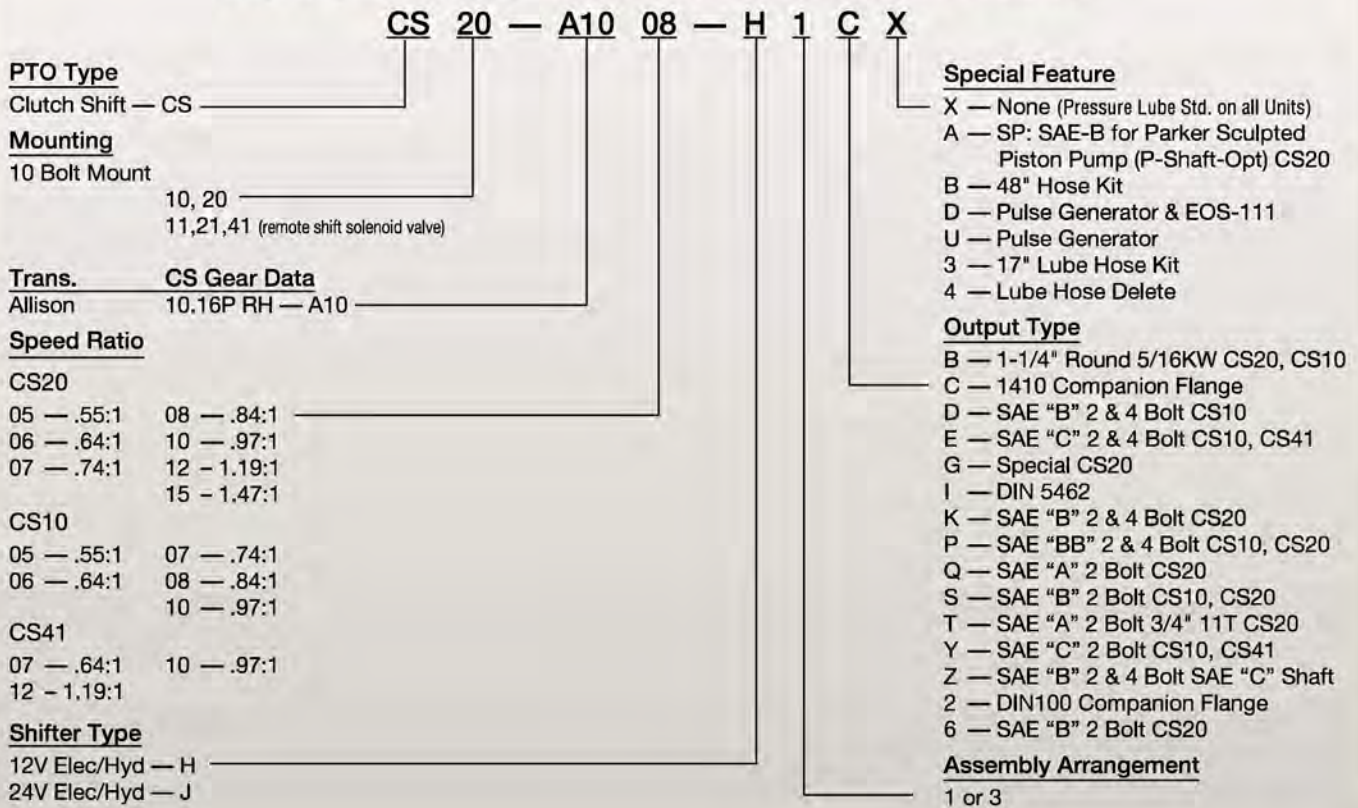 CS 20 — A10 08 — H 1 C X
PTO Type
Clutch Shift — CS
Mounting
10 Bolt Mount
10, 20
11,21,41 (remote shift solenoid valve)
Trans. CS Gear Data
Allison 10.16P RH — A10
Speed Ratio
CS20
05 — .55:1 08 — .84:1
06 — .64:1 10 — .97:1
07 — .74:1 12 – 1.19:1
15 – 1.47:1
CS10
05 — .55:1 07 — .74:1
06 — .64:1 08 — .84:1
10 — .97:1
CS41
07 — .64:1 10 — .97:1
12 – 1.19:1
Shifter Type
12V Elec/Hyd — H
24V Elec/Hyd — J
Special Feature
X — None (Pressure Lube Std. on all Units)
A — SP: SAE-B for Parker Sculpted
Piston Pump (P-Shaft-Opt) CS20
B — 48" Hose Kit
D — Pulse Generator & EOS-111
U — Pulse Generator
3 — 17" Lube Hose Kit
4 — Lube Hose Delete
Output Type
B — 1-1/4" Round 5/16KW CS20, CS10
C — 1410 Companion Flange
D — SAE “B” 2 & 4 Bolt CS10
E — SAE “C” 2 & 4 Bolt CS10, CS41
G — Special CS20
I — DIN 5462
K — SAE “B” 2 & 4 Bolt CS20
P — SAE “BB” 2 & 4 Bolt CS10, CS20
Q — SAE “A” 2 Bolt CS20
S — SAE “B” 2 Bolt CS10, CS20
T — SAE “A” 2 Bolt 3/4" 11T CS20
Y — SAE “C” 2 Bolt CS10, CS41
Z — SAE “B” 2 & 4 Bolt SAE “C” Shaft
2 — DIN100 Companion Flange
6 — SAE “B” 2 Bolt CS20
Assembly Arrangement
1 or 3